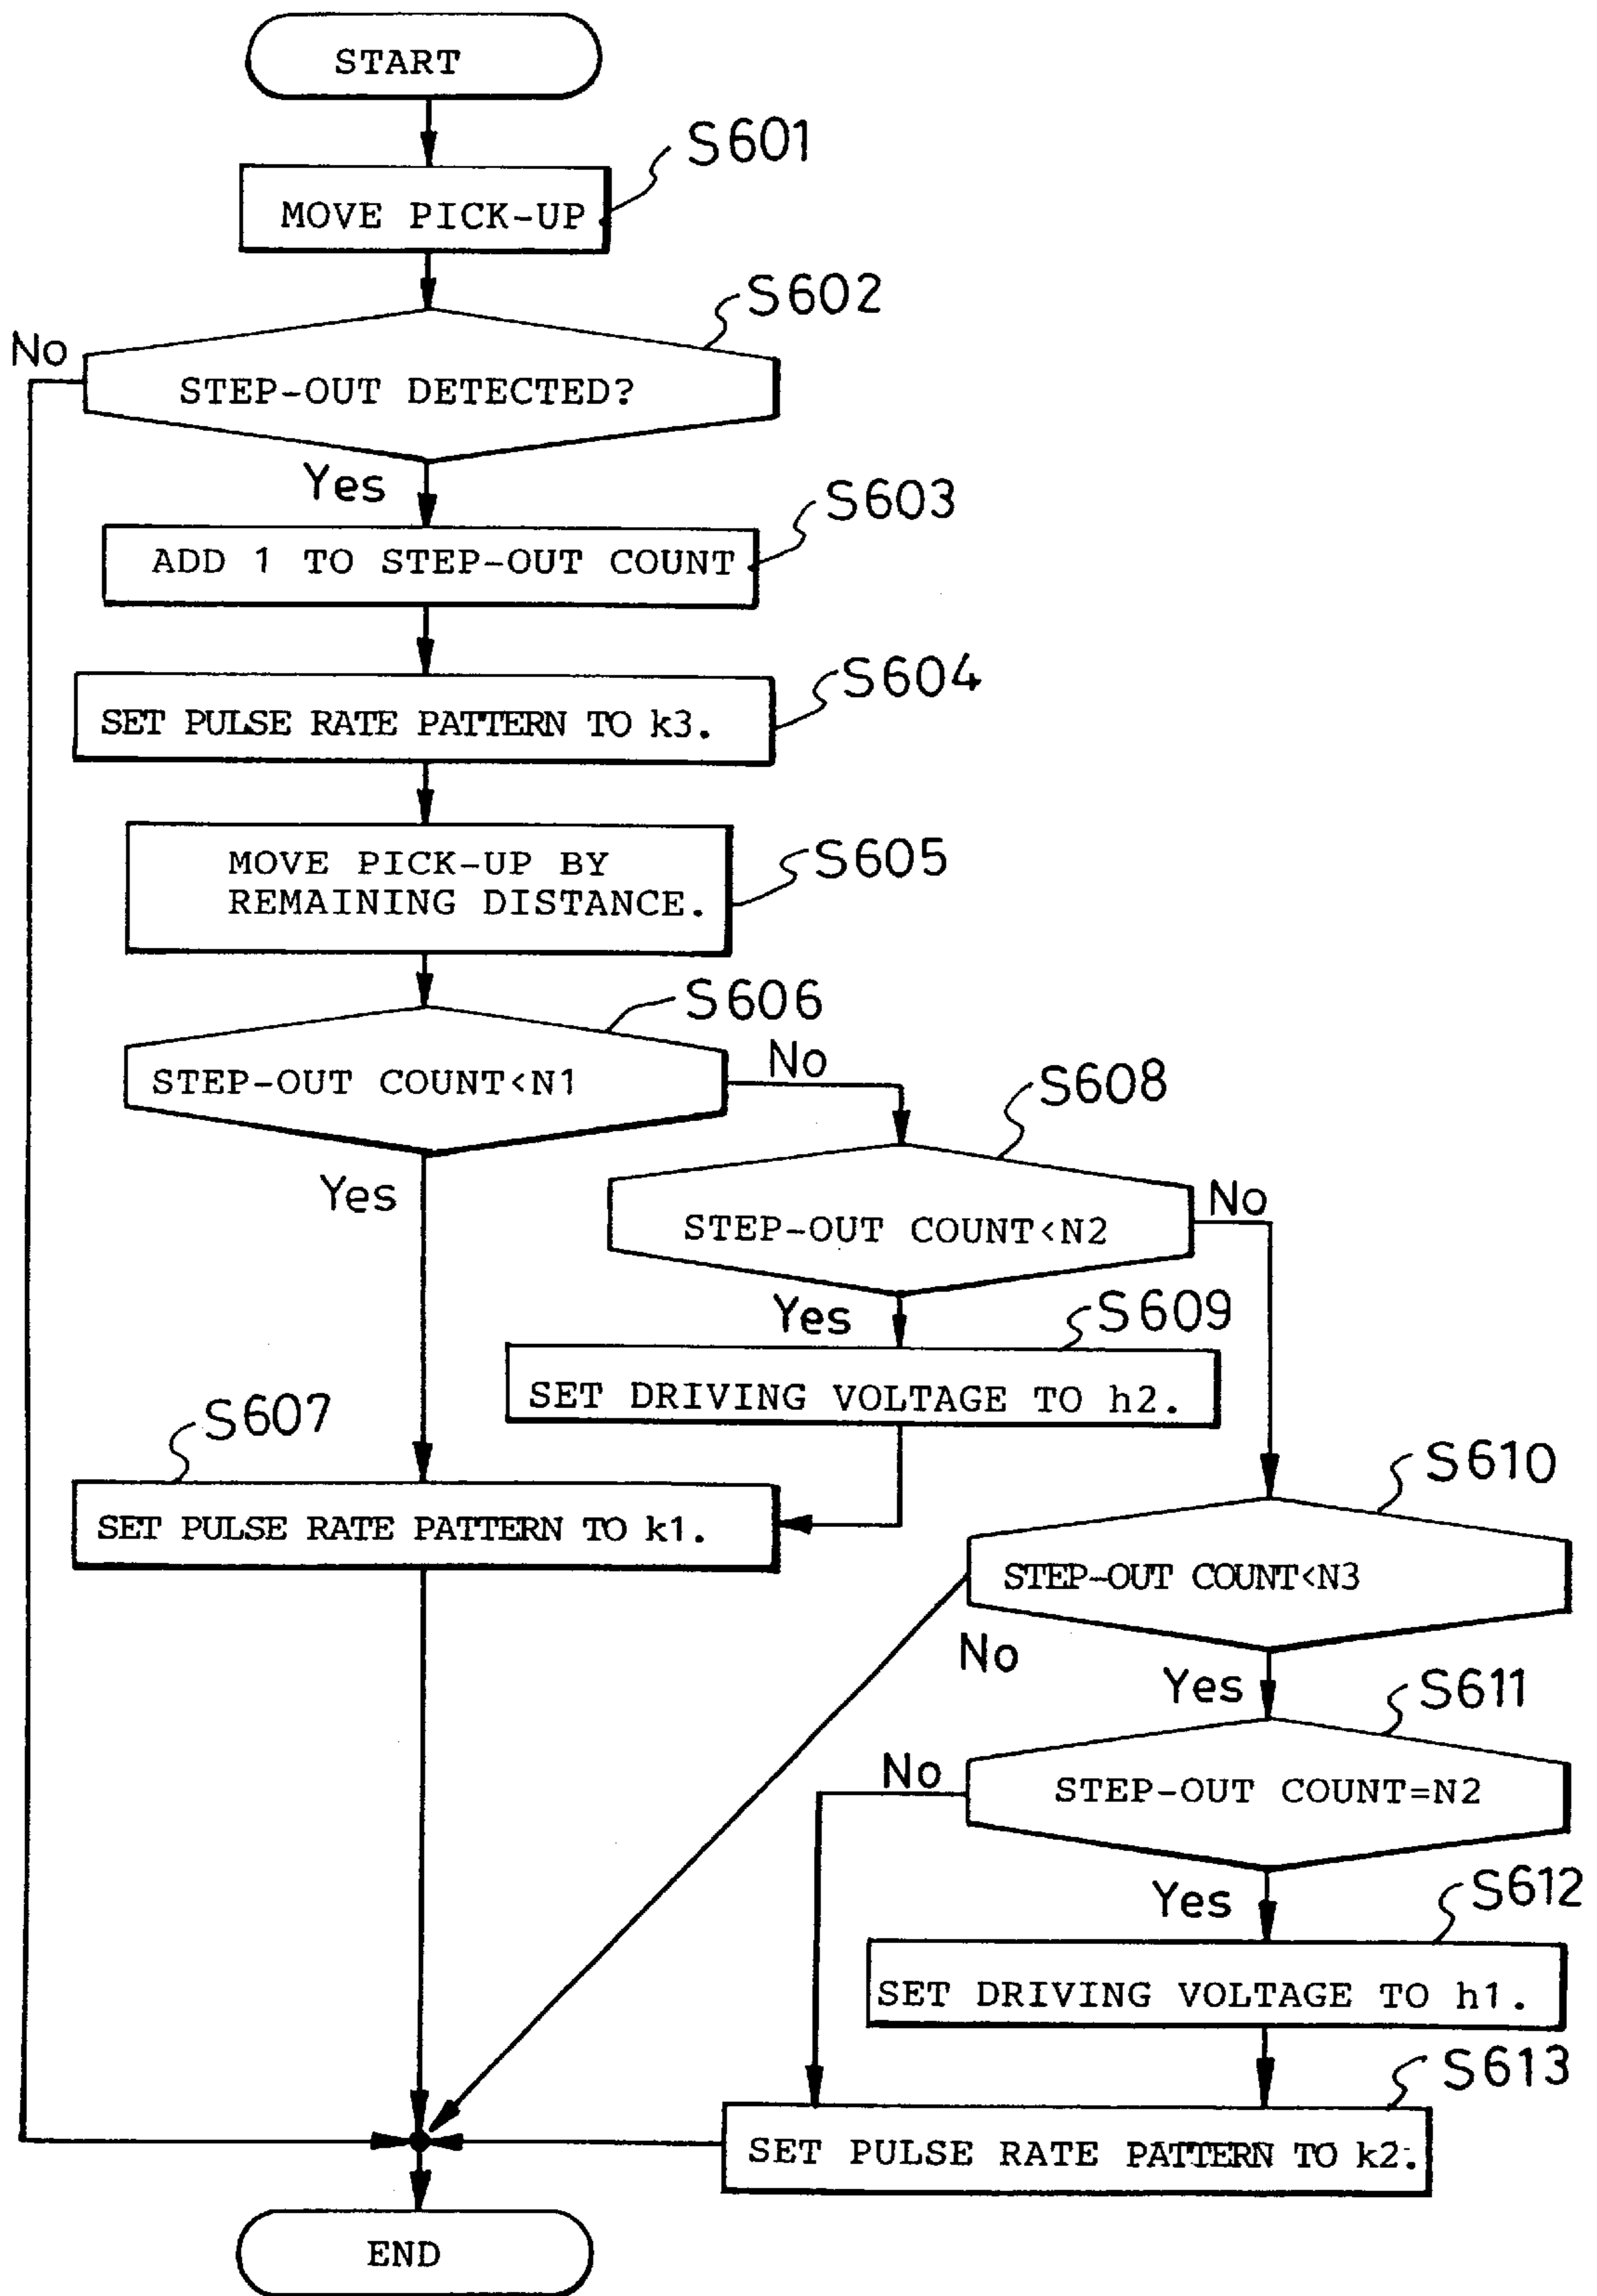 START
S601
MOVE PICK-UP
S602
No
STEP-OUT DETECTED?
Yes
S603
ADD 1 TO STEP-OUT COUNT
S604
SET PULSE RATE PATTERN TO k3.
S605
MOVE PICK-UP BY
REMAINING DISTANCE.
S606
STEP-OUT COUNT<N1
No
S608
Yes
STEP-OUT COUNT<N2
No
Yes
S609
SET DRIVING VOLTAGE TO h2.
S607
SET PULSE RATE PATTERN TO k1.
S610
STEP-OUT COUNT<N3
No
Yes
S611
No
STEP-OUT COUNT=N2
Yes
S612
SET DRIVING VOLTAGE TO h1.
S613
SET PULSE RATE PATTERN TO k2.
END